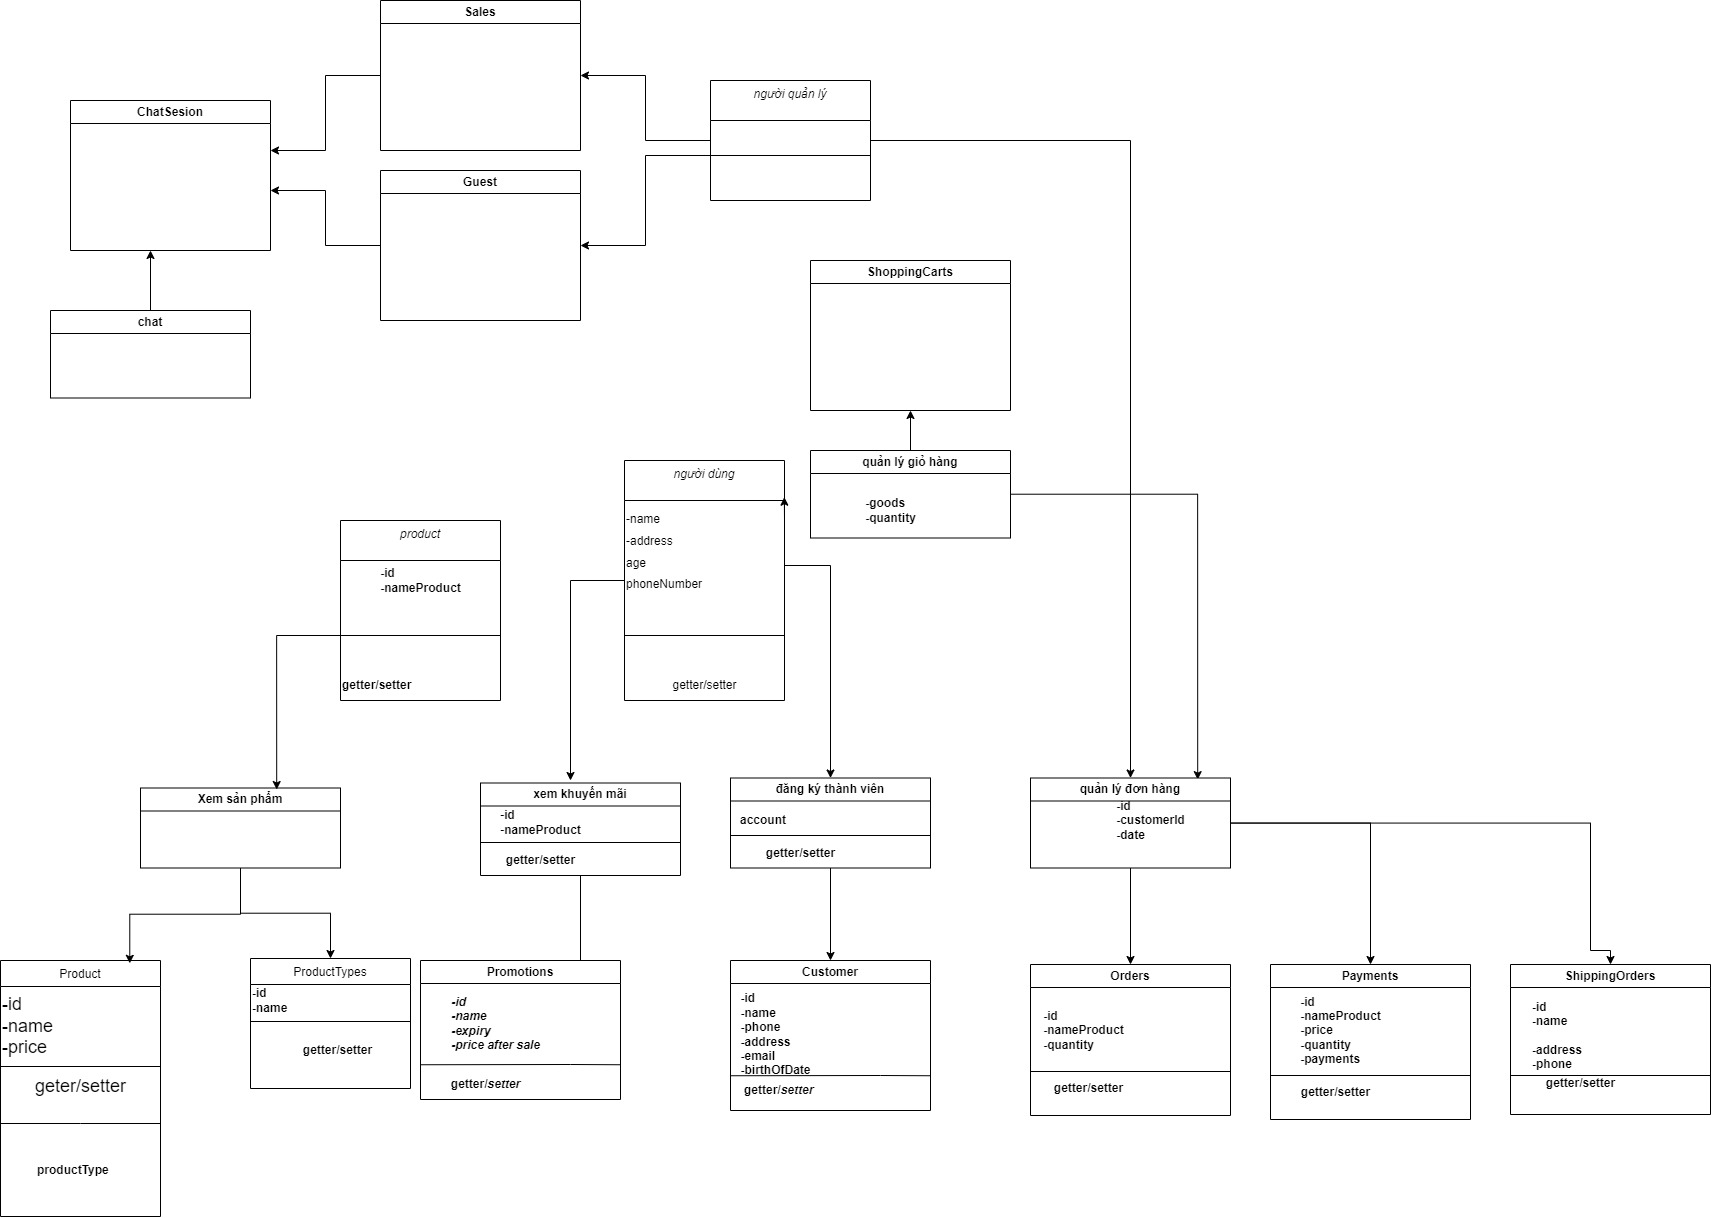 Sales
người quản lý
ChatSesion
Guest
ShoppingCarts
chat
quản lý giỏ hàng
-goods
-quantity
người dùng
-name
-address
age
phoneNumber
getter/setter
product
-id
-nameProduct
getter/setter
Xem sản phẩm
xem khuyến mãi
-id
-nameProduct
getter/setter
đăng ký thành viên
account
getter/setter
quản lý đơn hàng
-id
-customerId
-date
Product
-id
-name
-price
geter/setter
productType
ProductTypes
-id
-name
getter/setter
Promotions
-id
-name
-expiry
-price after sale
getter/setter
Customer
-id
-name
-phone
-address
-email
-birthOfDate
getter/setter
Orders
-id
-nameProduct
-quantity
getter/setter
Payments
-id
-nameProduct
-price
-quantity
-payments
getter/setter
ShippingOrders
-id
-name
-address
-phone
getter/setter